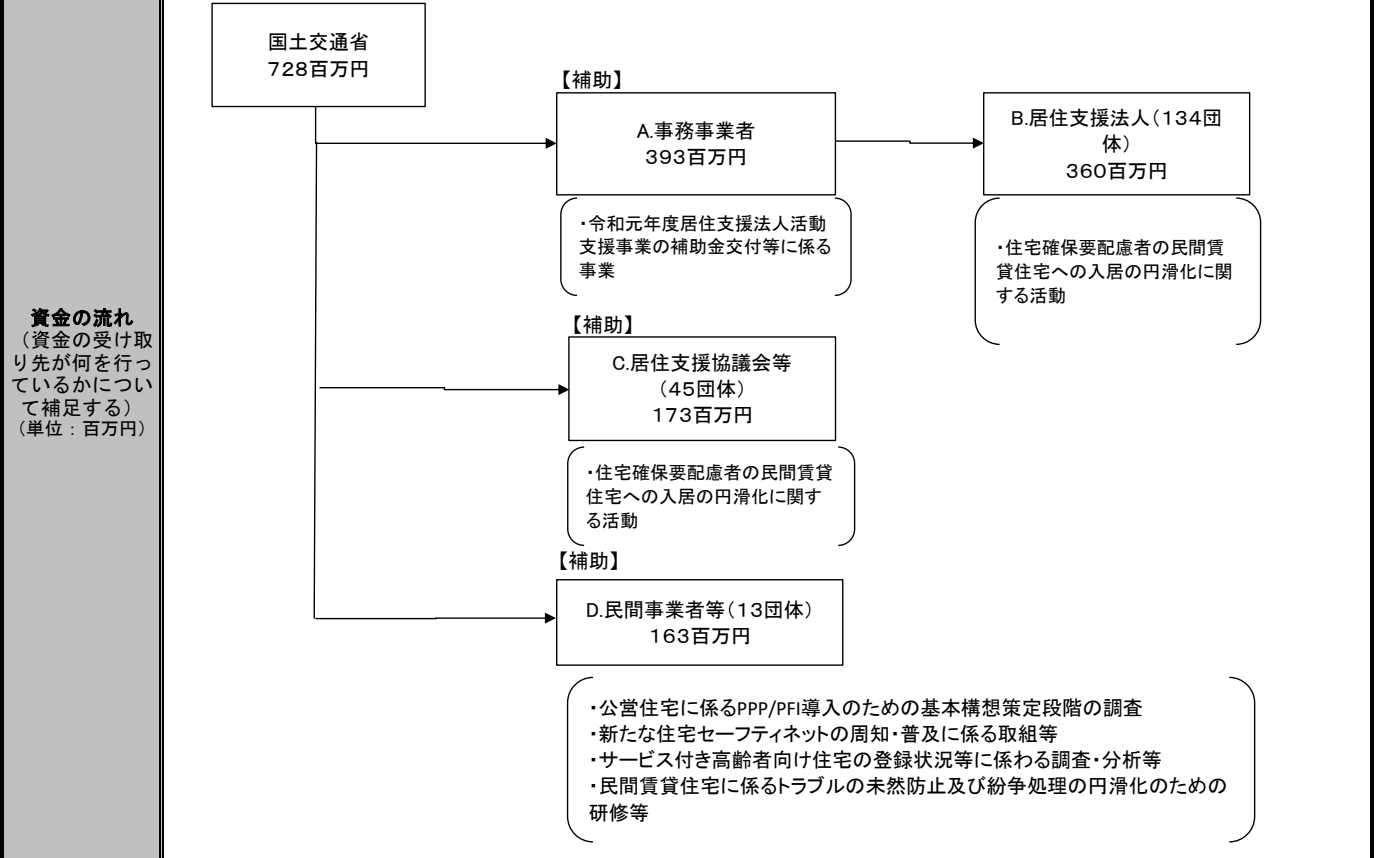 資金の流れ
（資金の受け取
り先が何を行っ
ているかについ
て補足する）
（単位：百万円）
国土交通省
７２８百万円
【補助】
A.事務事業者
３９３百万円
・令和元年度居住支援法人活動
支援事業の補助金交付等に係る
事業
B.居住支援法人（１３４団
体）
３６０百万円
・住宅確保要配慮者の民間賃
貸住宅への入居の円滑化に関
する活動
【補助】
C.居住支援協議会等
（４５団体）
１７３百万円
・住宅確保要配慮者の民間賃貸
住宅への入居の円滑化に関す
る活動
【補助】
D.民間事業者等（１３団体）
１６３百万円
・公営住宅に係るPPP/PFI導入のための基本構想策定段階の調査
・新たな住宅セーフティネットの周知・普及に係る取組等
・サービス付き高齢者向け住宅の登録状況等に係わる調査・分析等
・民間賃貸住宅に係るトラブルの未然防止及び紛争処理の円滑化のための
研修等